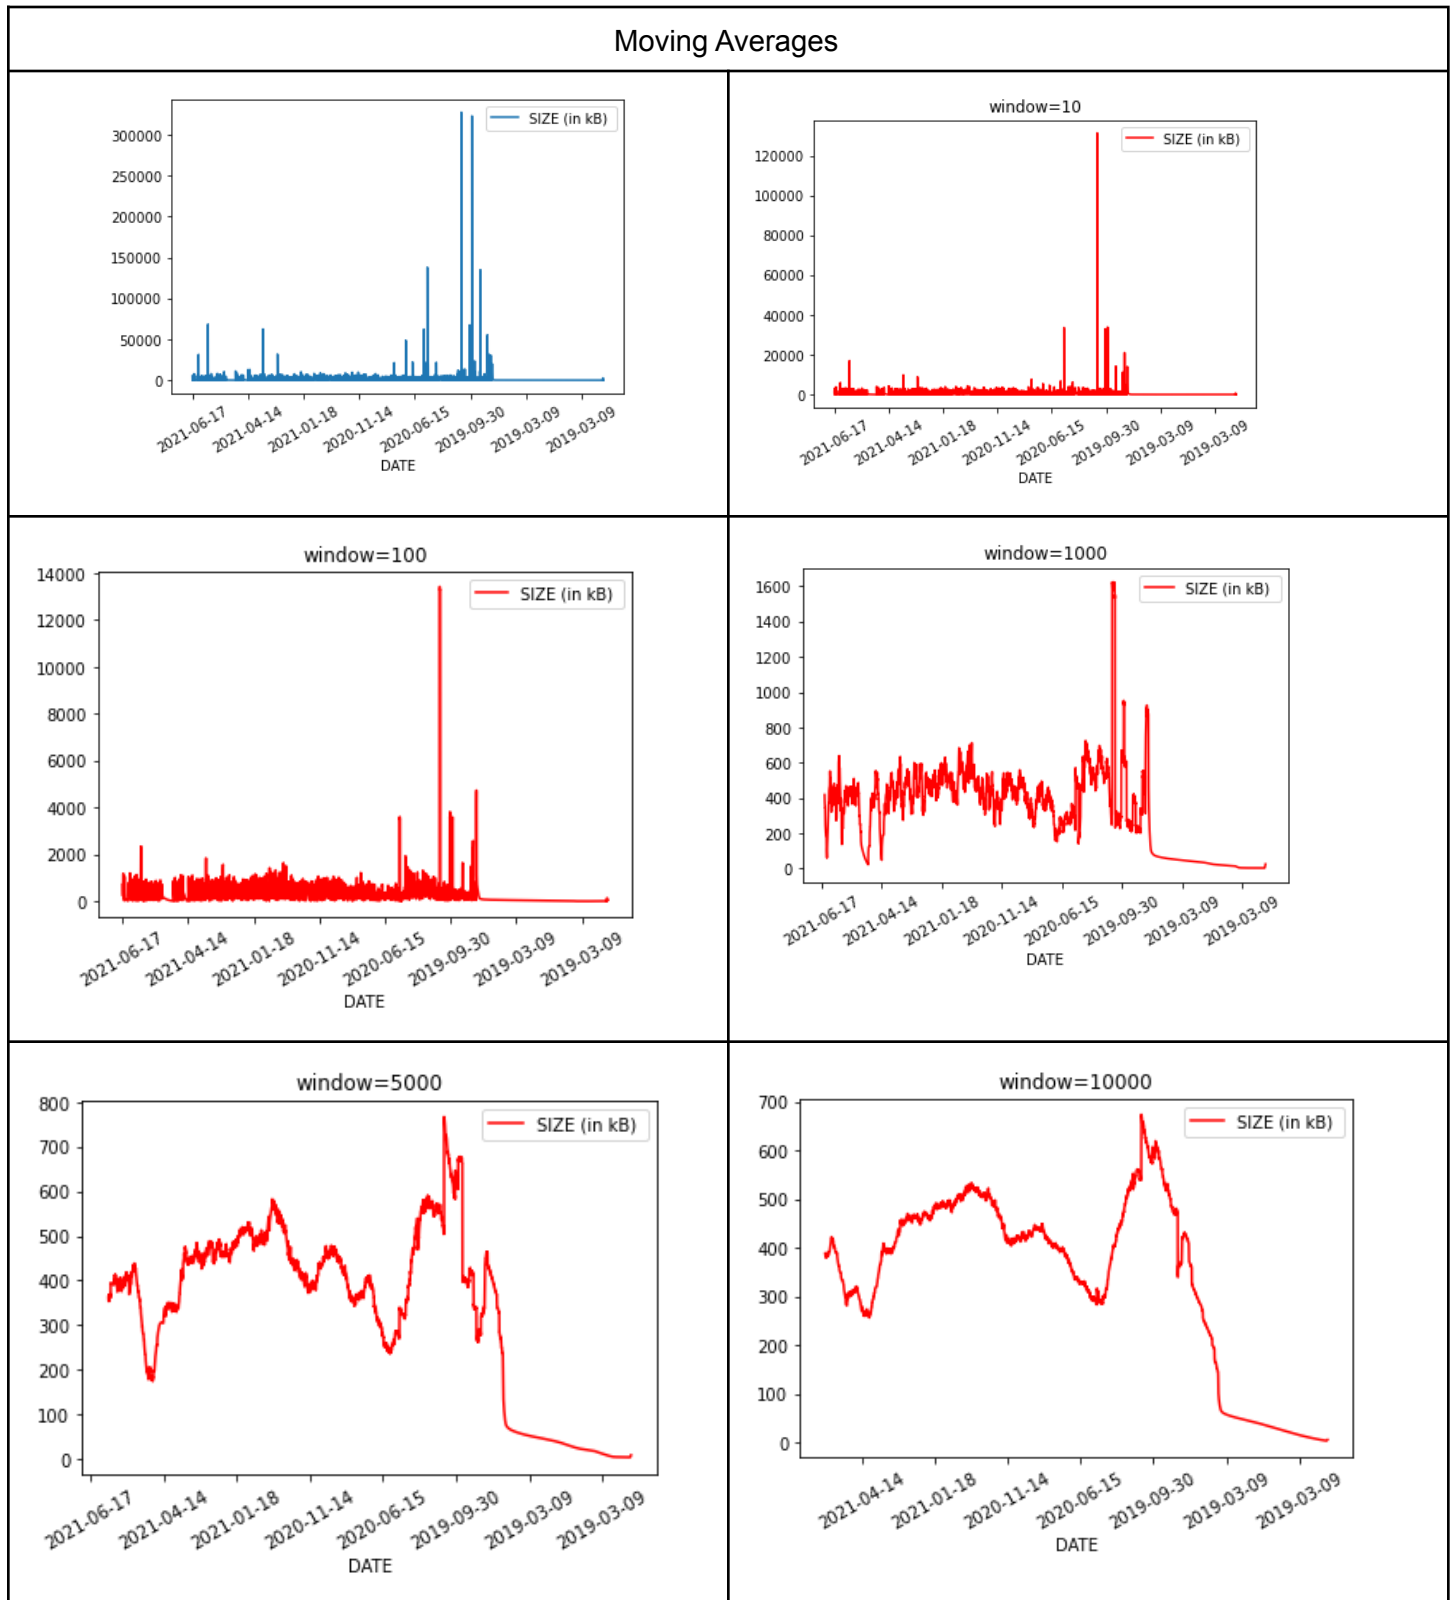 Moving Averages
SIZE (in kB)
300000
250000
200000
150000
100000
50000
0
2021-06-17 2021-04-14 2021-01-18 2020-11-14 2020-06-15 2019-09-30 2019-03-09 2019-03-09
DATE
window=10
SIZE (in kB)
120000
100000
80000
60000
40000
20000
0
2021-06-17 2021-04-14 2021-01-18 2020-11-14 2020-06-15 2019-09-30 2019-03-09 2019-03-09
DATE
window=100
SIZE (in kB)
14000
12000
10000
8000
6000
4000
2000
0
2021-06-17 2021-04-14 2021-01-18 2020-11-14 2020-06-15 2019-09-30 2019-03-09 2019-03-09
DATE
window=1000
SIZE (in kB)
1600
1400
1200
1000
800
600
400
200
0
2021-06-17 2021-04-14 2021-01-18 2020-11-14 2020-06-15 2019-09-30 2019-03-09 2019-03-09
DATE
window=5000
SIZE (in kB)
800
700
600
500
400
300
200
100
0
2021-06-17 2021-04-14 2021-01-18 2020-11-14 2020-06-15 2019-09-30 2019-03-09 2019-03-09
DATE
window=10000
SIZE (in kB)
700
600
500
400
300
200
100
0
2021-04-14 2021-01-18 2020-11-14 2020-06-15 2019-09-30 2019-03-09 2019-03-09
DATE